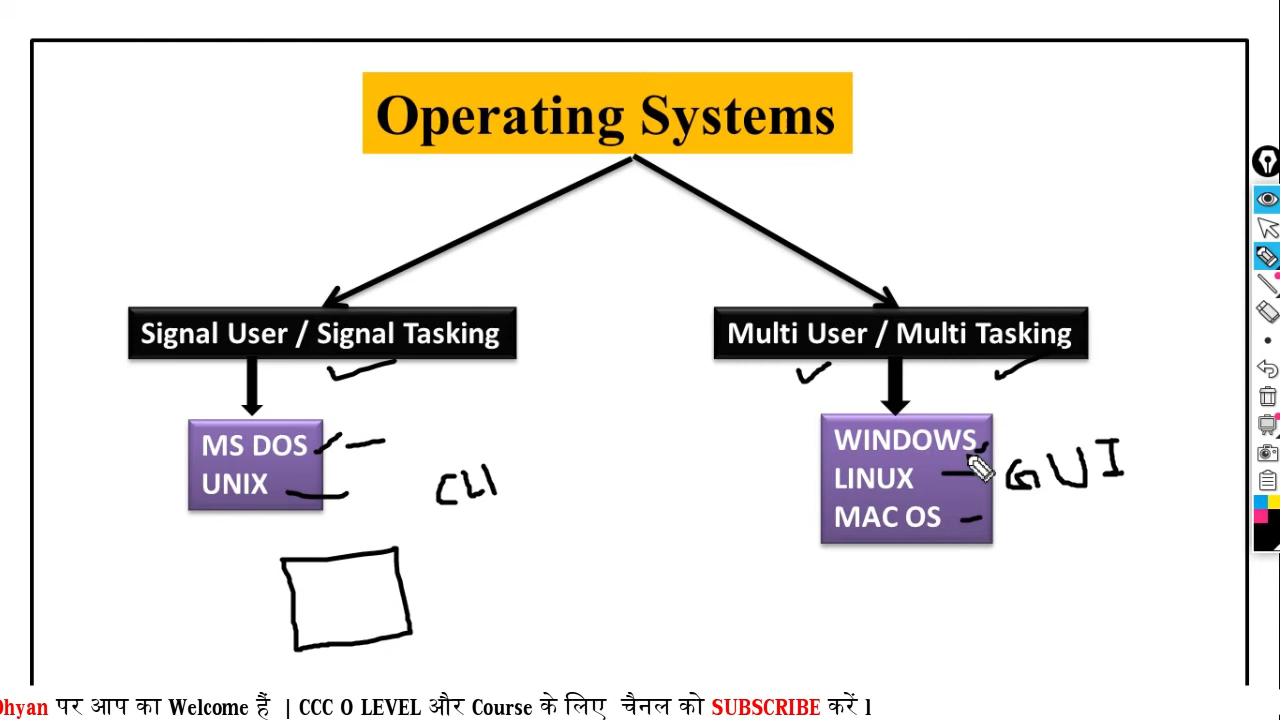 Operating Systems
Signal User / Signal Tasking
Multi User / Multi Tasking
MS DOS
UNIX
CLI
WINDOWS
LINUX
MAC OS
GUI
Dhyan पर आप का Welcome हैं | CCC O LEVEL और Course के लिए चैनल को SUBSCRIBE करें l